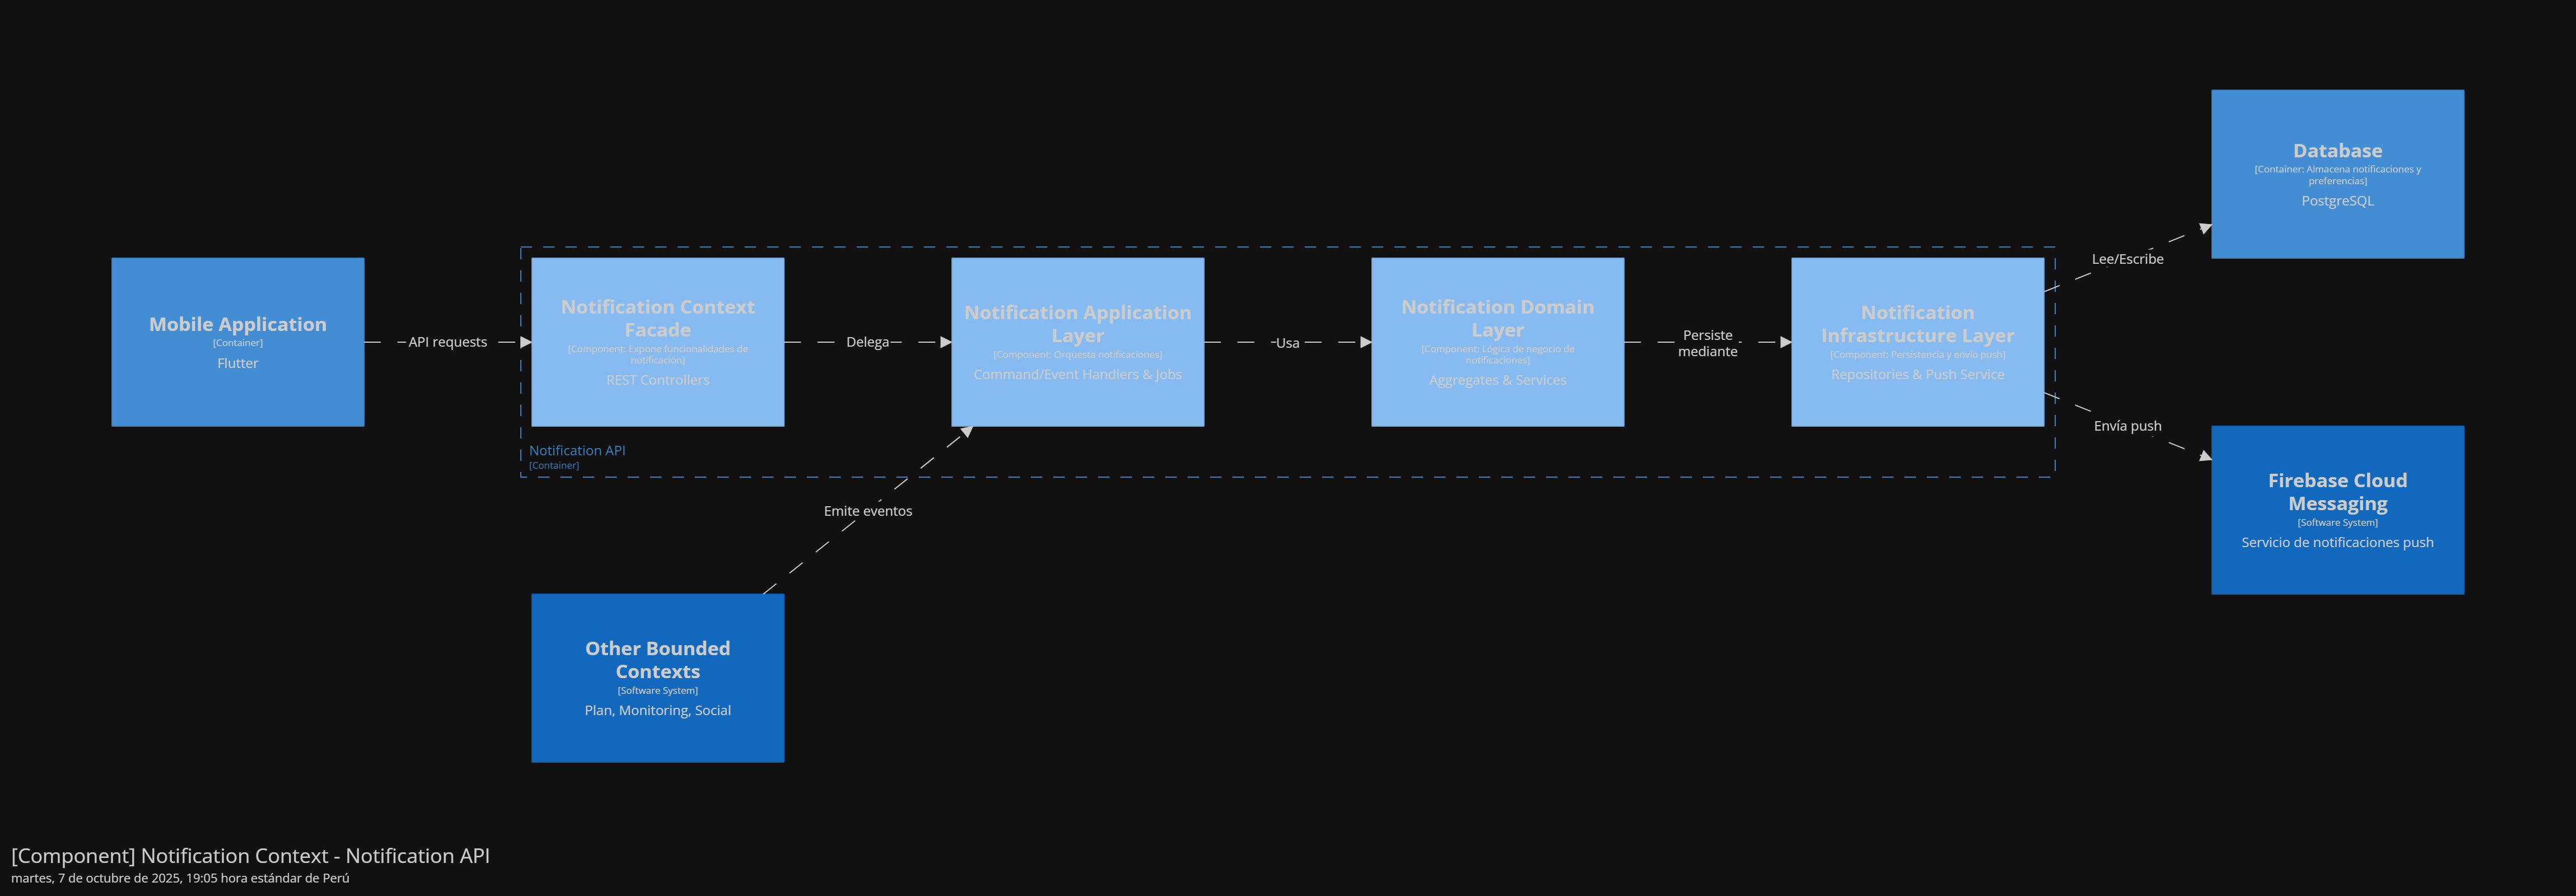 Mobile Application
[Container]
Flutter
API requests
Notification Context
Facade
[Component: Expone funcionalidades de
notificación]
REST Controllers
Delega
Notification Application
Layer
[Component: Orquesta notificaciones]
Command/Event Handlers & Jobs
Usa
Notification Domain
Layer
[Component: Lógica de negocio de
notificaciones]
Aggregates & Services
Persiste
mediante
Notification
Infrastructure Layer
[Component: Persistencia y envío push]
Repositories & Push Service
Lee/Escribe
Database
[Container: Almacena notificaciones y
preferencias]
PostgreSQL
Envía push
Firebase Cloud
Messaging
[Software System]
Servicio de notificaciones push
Notification API
[Container]
Emite eventos
Other Bounded
Contexts
[Software System]
Plan, Monitoring, Social
[Component] Notification Context - Notification API
martes, 7 de octubre de 2025, 19:05 hora estándar de Perú